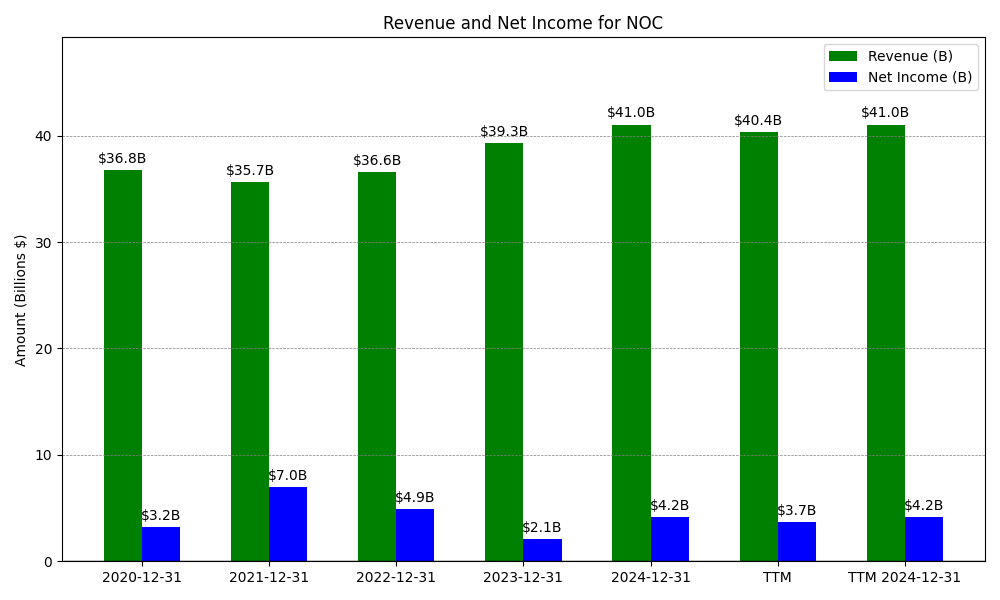 Revenue and Net Income for NOC
Revenue (B)
Net Income (B)
Amount (Billions $)
40
30
20
10
0
$36.8B
$35.7B
$36.6B
$39.3B
$41.0B
$40.4B
$41.0B
$3.2B
$7.0B
$4.9B
$2.1B
$4.2B
$3.7B
$4.2B
2020-12-31
2021-12-31
2022-12-31
2023-12-31
2024-12-31
TTM
TTM 2024-12-31